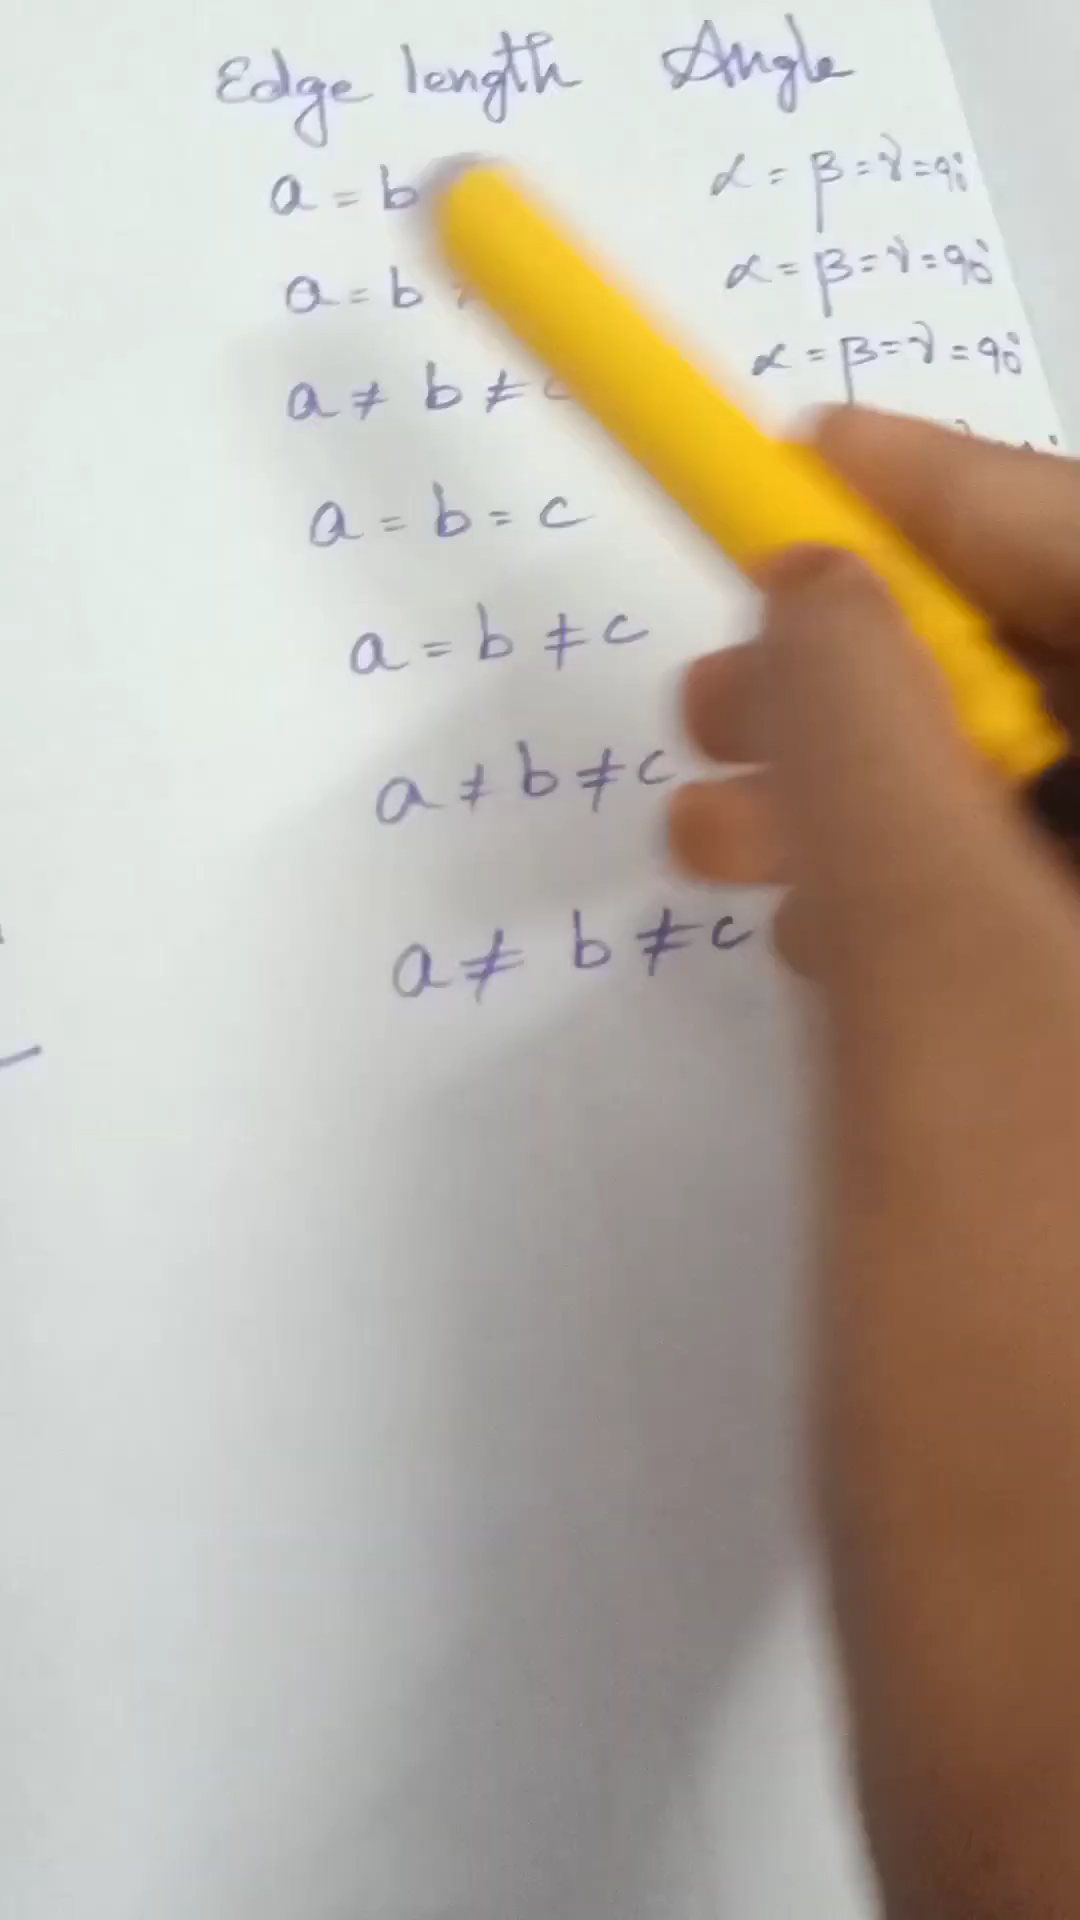 Edge length Angle
a = b α = β = γ = 90°
a = b α = β = γ = 90°
a ≠ b ≠ c α = β = γ = 90°
a = b = c
a = b ≠ c
a ≠ b ≠ c
a ≠ b ≠ c